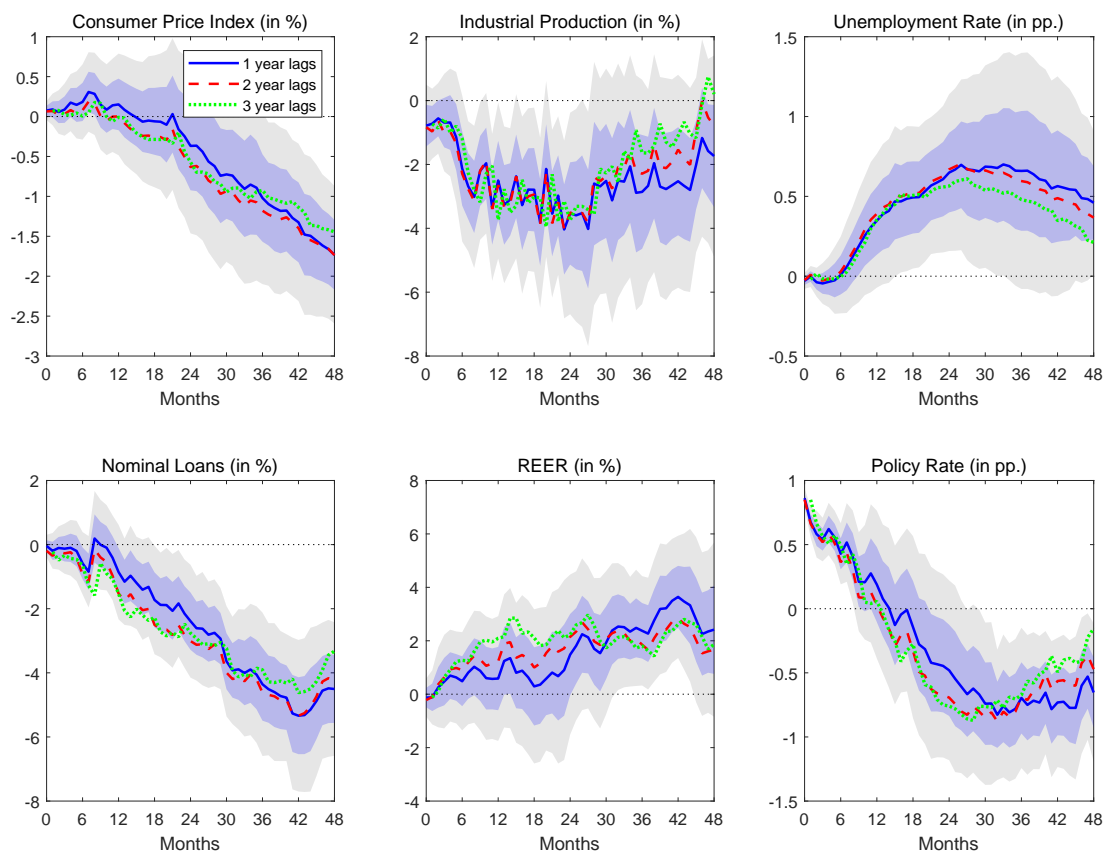 Consumer Price Index (in %)
1
0.5
0
-0.5
-1
-1.5
-2
-2.5
-3
0 6 12 18 24 30 36 42 48
Months
1 year lags
2 year lags
3 year lags
Industrial Production (in %)
2
0
-2
-4
-6
-8
0 6 12 18 24 30 36 42 48
Months
Unemployment Rate (in pp.)
1.5
1
0.5
0
-0.5
0 6 12 18 24 30 36 42 48
Months
Nominal Loans (in %)
2
0
-2
-4
-6
-8
0 6 12 18 24 30 36 42 48
Months
REER (in %)
8
6
4
2
0
-2
-4
0 6 12 18 24 30 36 42 48
Months
Policy Rate (in pp.)
1
0.5
0
-0.5
-1
-1.5
0 6 12 18 24 30 36 42 48
Months